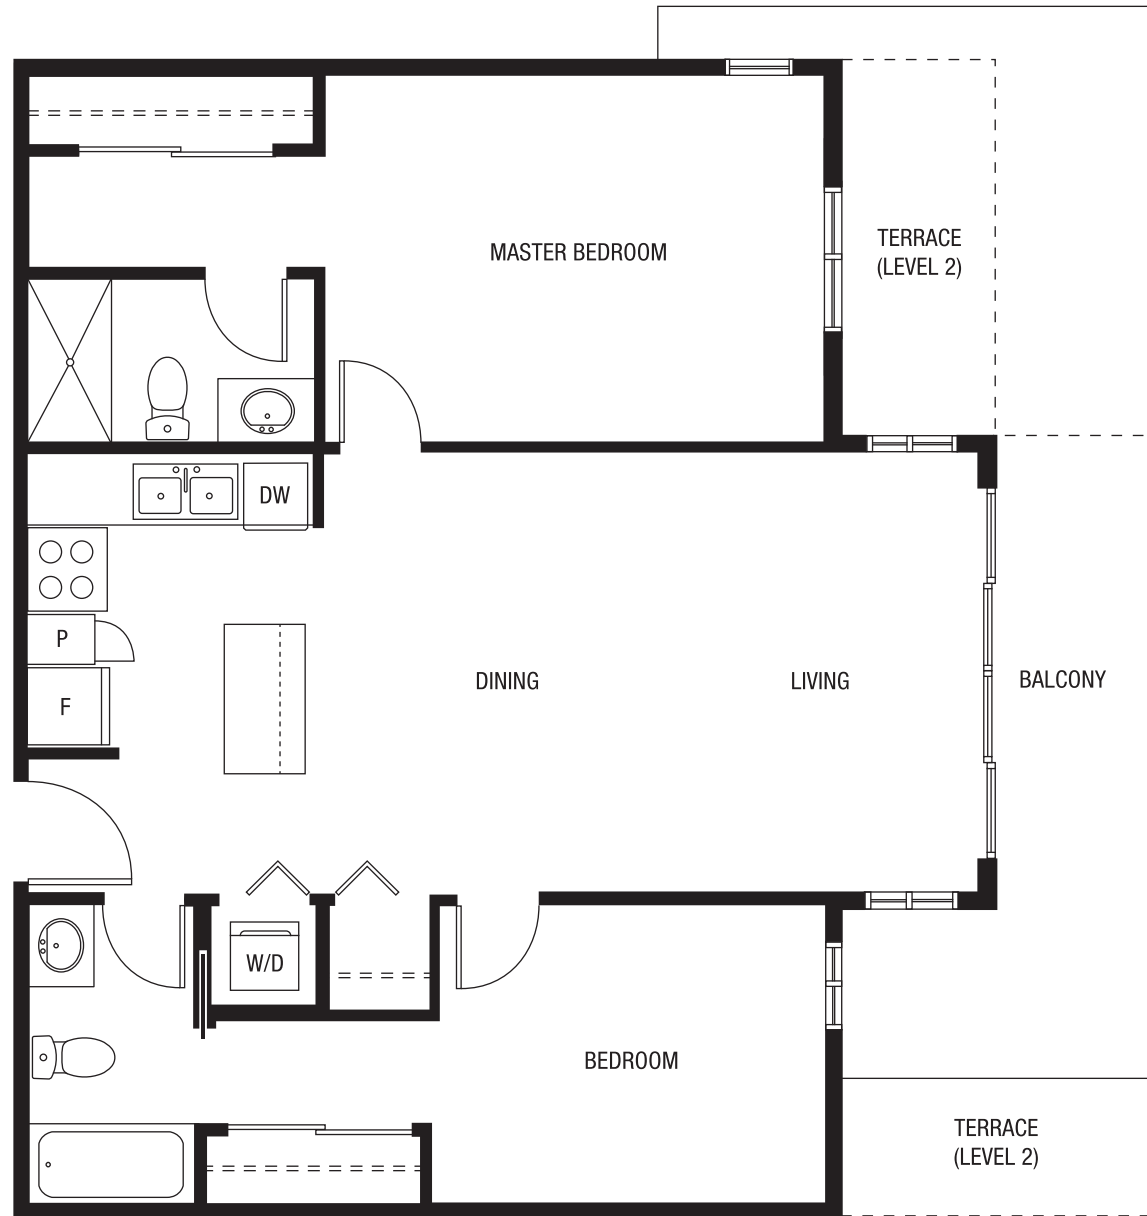 MASTER BEDROOM
TERRACE
(LEVEL 2)
DW
P
F
DINING
LIVING
BALCONY
W/D
BEDROOM
TERRACE
(LEVEL 2)